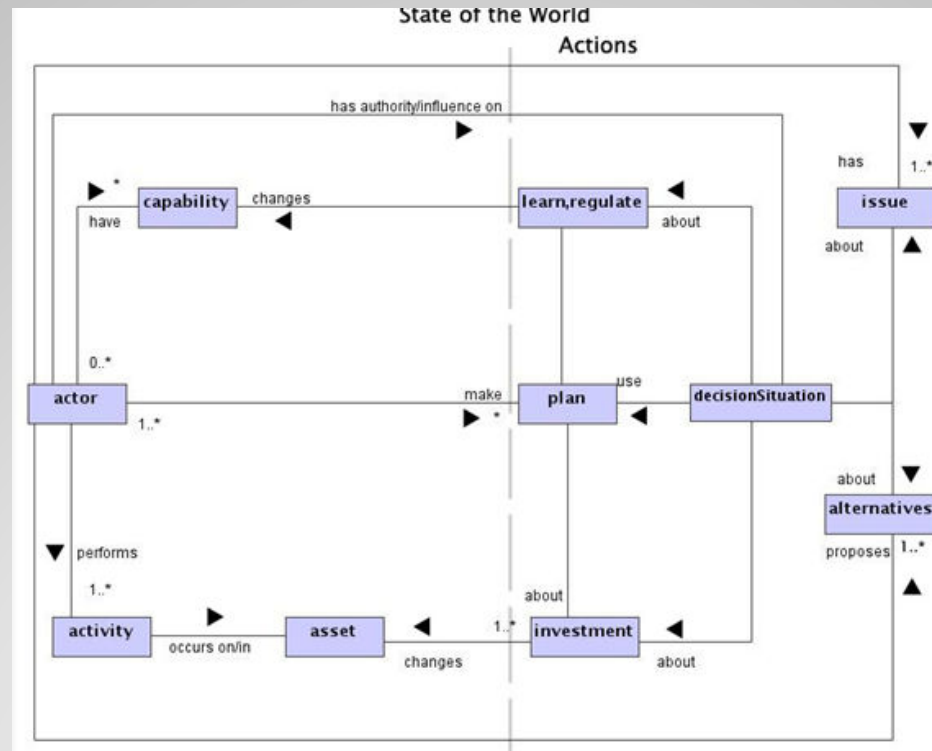 State of the World
Actions
has authority/influence on
has
1..*
*
capability
changes
learn,regulate
issue
have
about
about
0..*
actor
make
plan
use
decisionSituation
1..*
*
about
alternatives
performs
proposes
1..*
1..*
about
activity
asset
1..*
investment
occurs on/in
changes
about